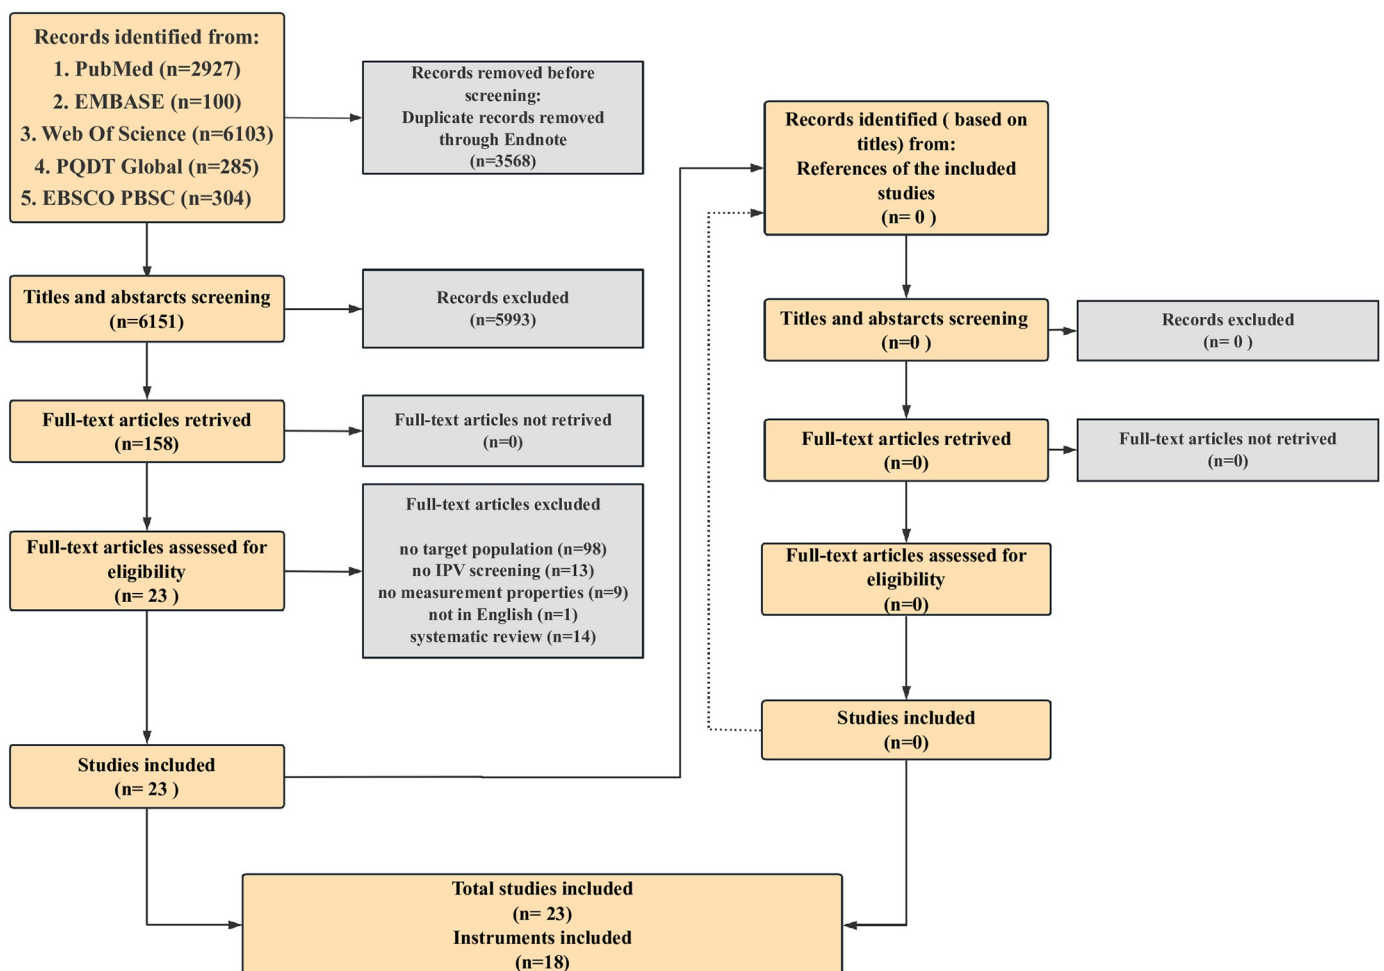 Records identified from:
1. PubMed (n=2927)
2. EMBASE (n=100)
3. Web Of Science (n=6103)
4. PQDT Global (n=285)
5. EBSCO PBSC (n=304)
Records removed before
screening:
Duplicate records removed
through Endnote
(n=3568)
Titles and abstarcts screening
(n=6151)
Records excluded
(n=5993)
Full-text articles retrived
(n=158)
Full-text articles not retrived
(n=0)
Full-text articles assessed for
eligibility
(n= 23 )
Full-text articles excluded
no target population (n=98)
no IPV screening (n=13)
no measurement properties (n=9)
not in English (n=1)
systematic review (n=14)
Studies included
(n= 23 )
Records identified ( based on
titles) from:
References of the included
studies
(n= 0 )
Titles and abstarcts screening
(n=0 )
Records excluded
(n= 0 )
Full-text articles retrived
(n=0)
Full-text articles not retrived
(n=0)
Full-text articles assessed for
eligibility
(n=0)
Studies included
(n=0)
Total studies included
(n= 23)
Instruments included
(n=18)